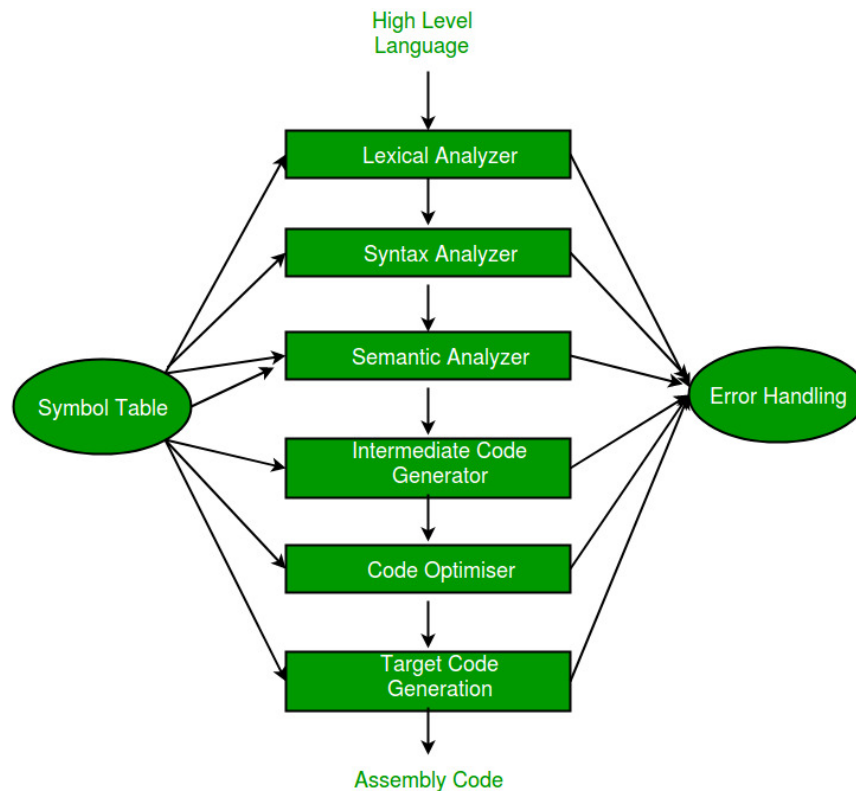 High Level
Language
Lexical Analyzer
Syntax Analyzer
Semantic Analyzer
Symbol Table
Error Handling
Intermediate Code
Generator
Code Optimiser
Target Code
Generation
Assembly Code